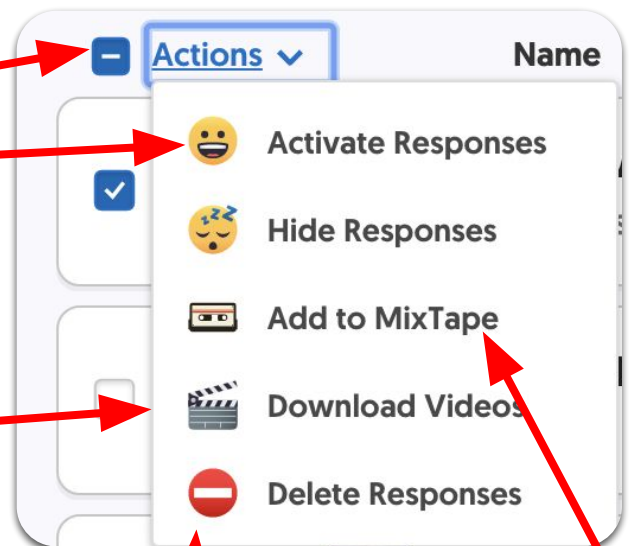 Actions
Name
Activate Responses
Hide Responses
Add to MixTape
Download Videos
Delete Responses